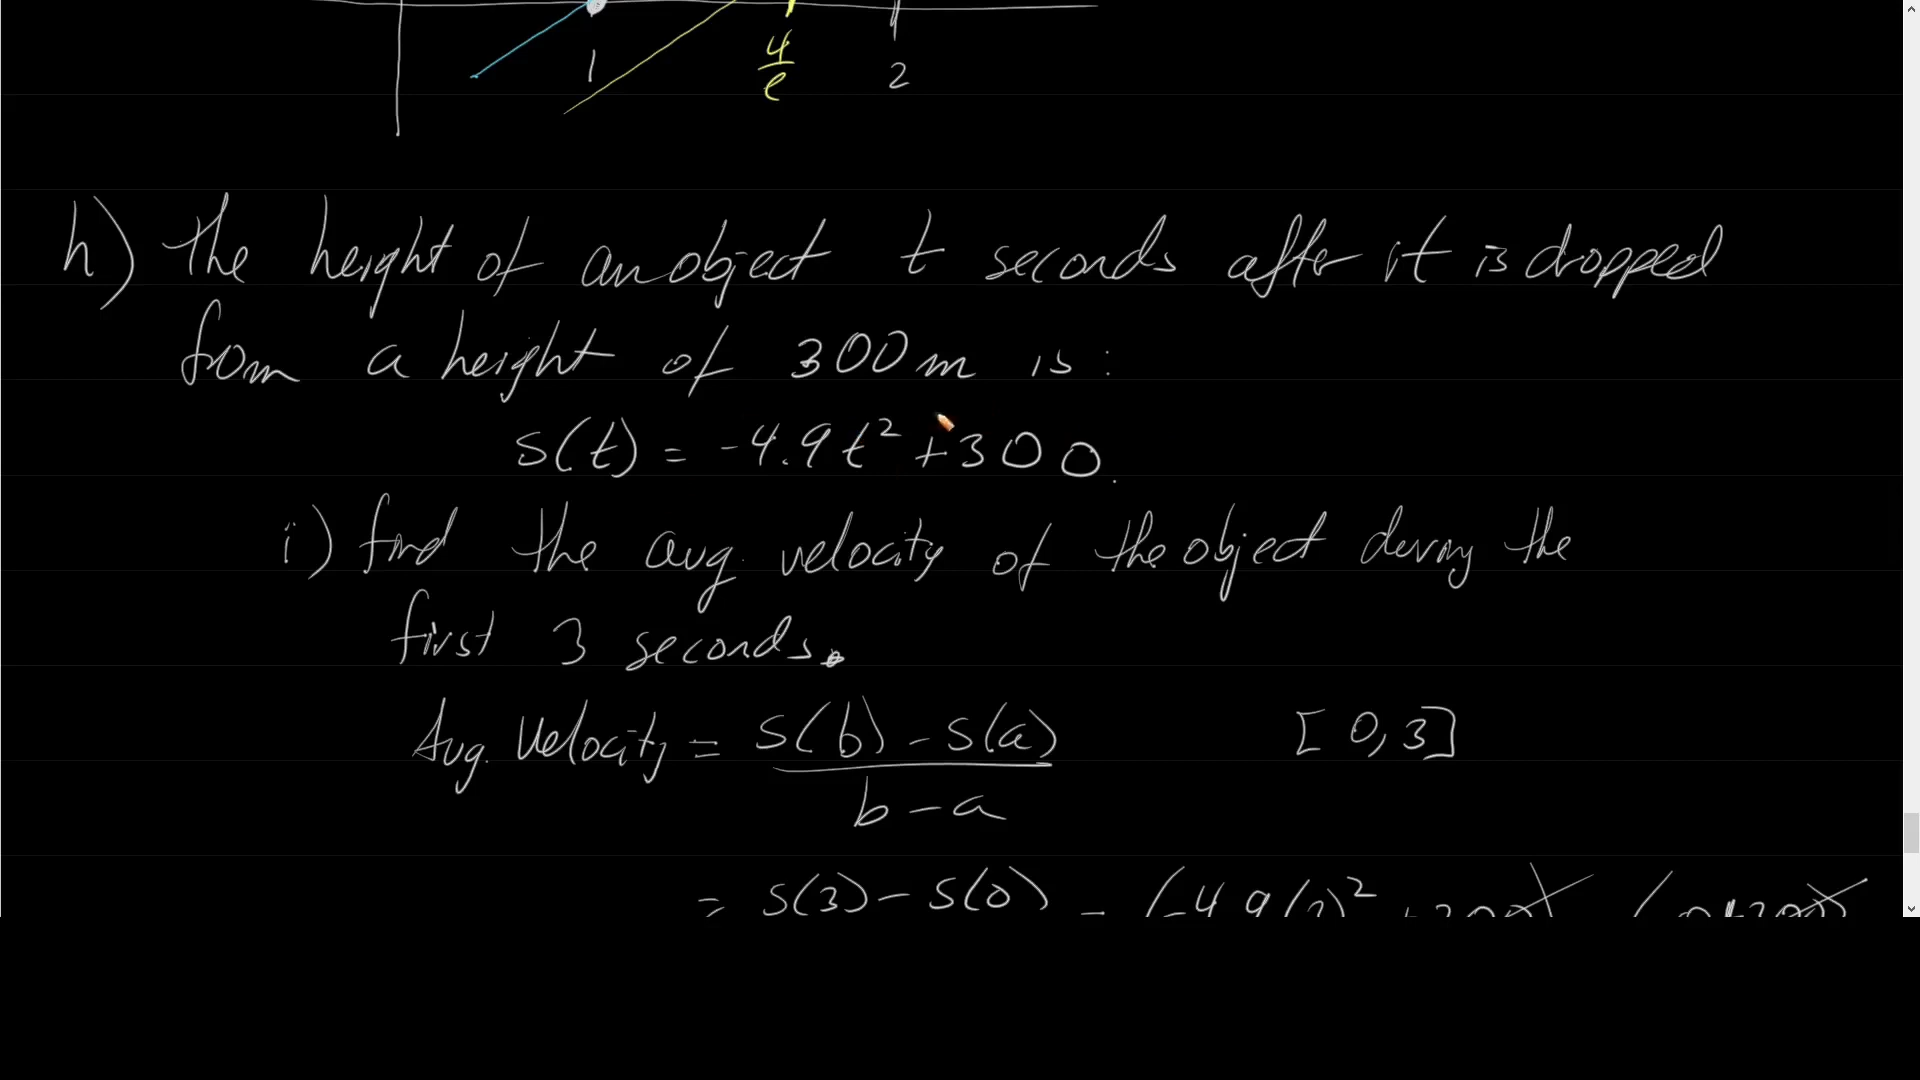 1 4/e 2
h) The height of an object t seconds after it is dropped
from a height of 300m is:
s(t) = -4.9t² + 300.
i) find the avg. velocity of the object during the
first 3 seconds.
Avg. Velocity = (s(b) - s(a)) / (b - a) [0,3]
= s(3) - s(0) =